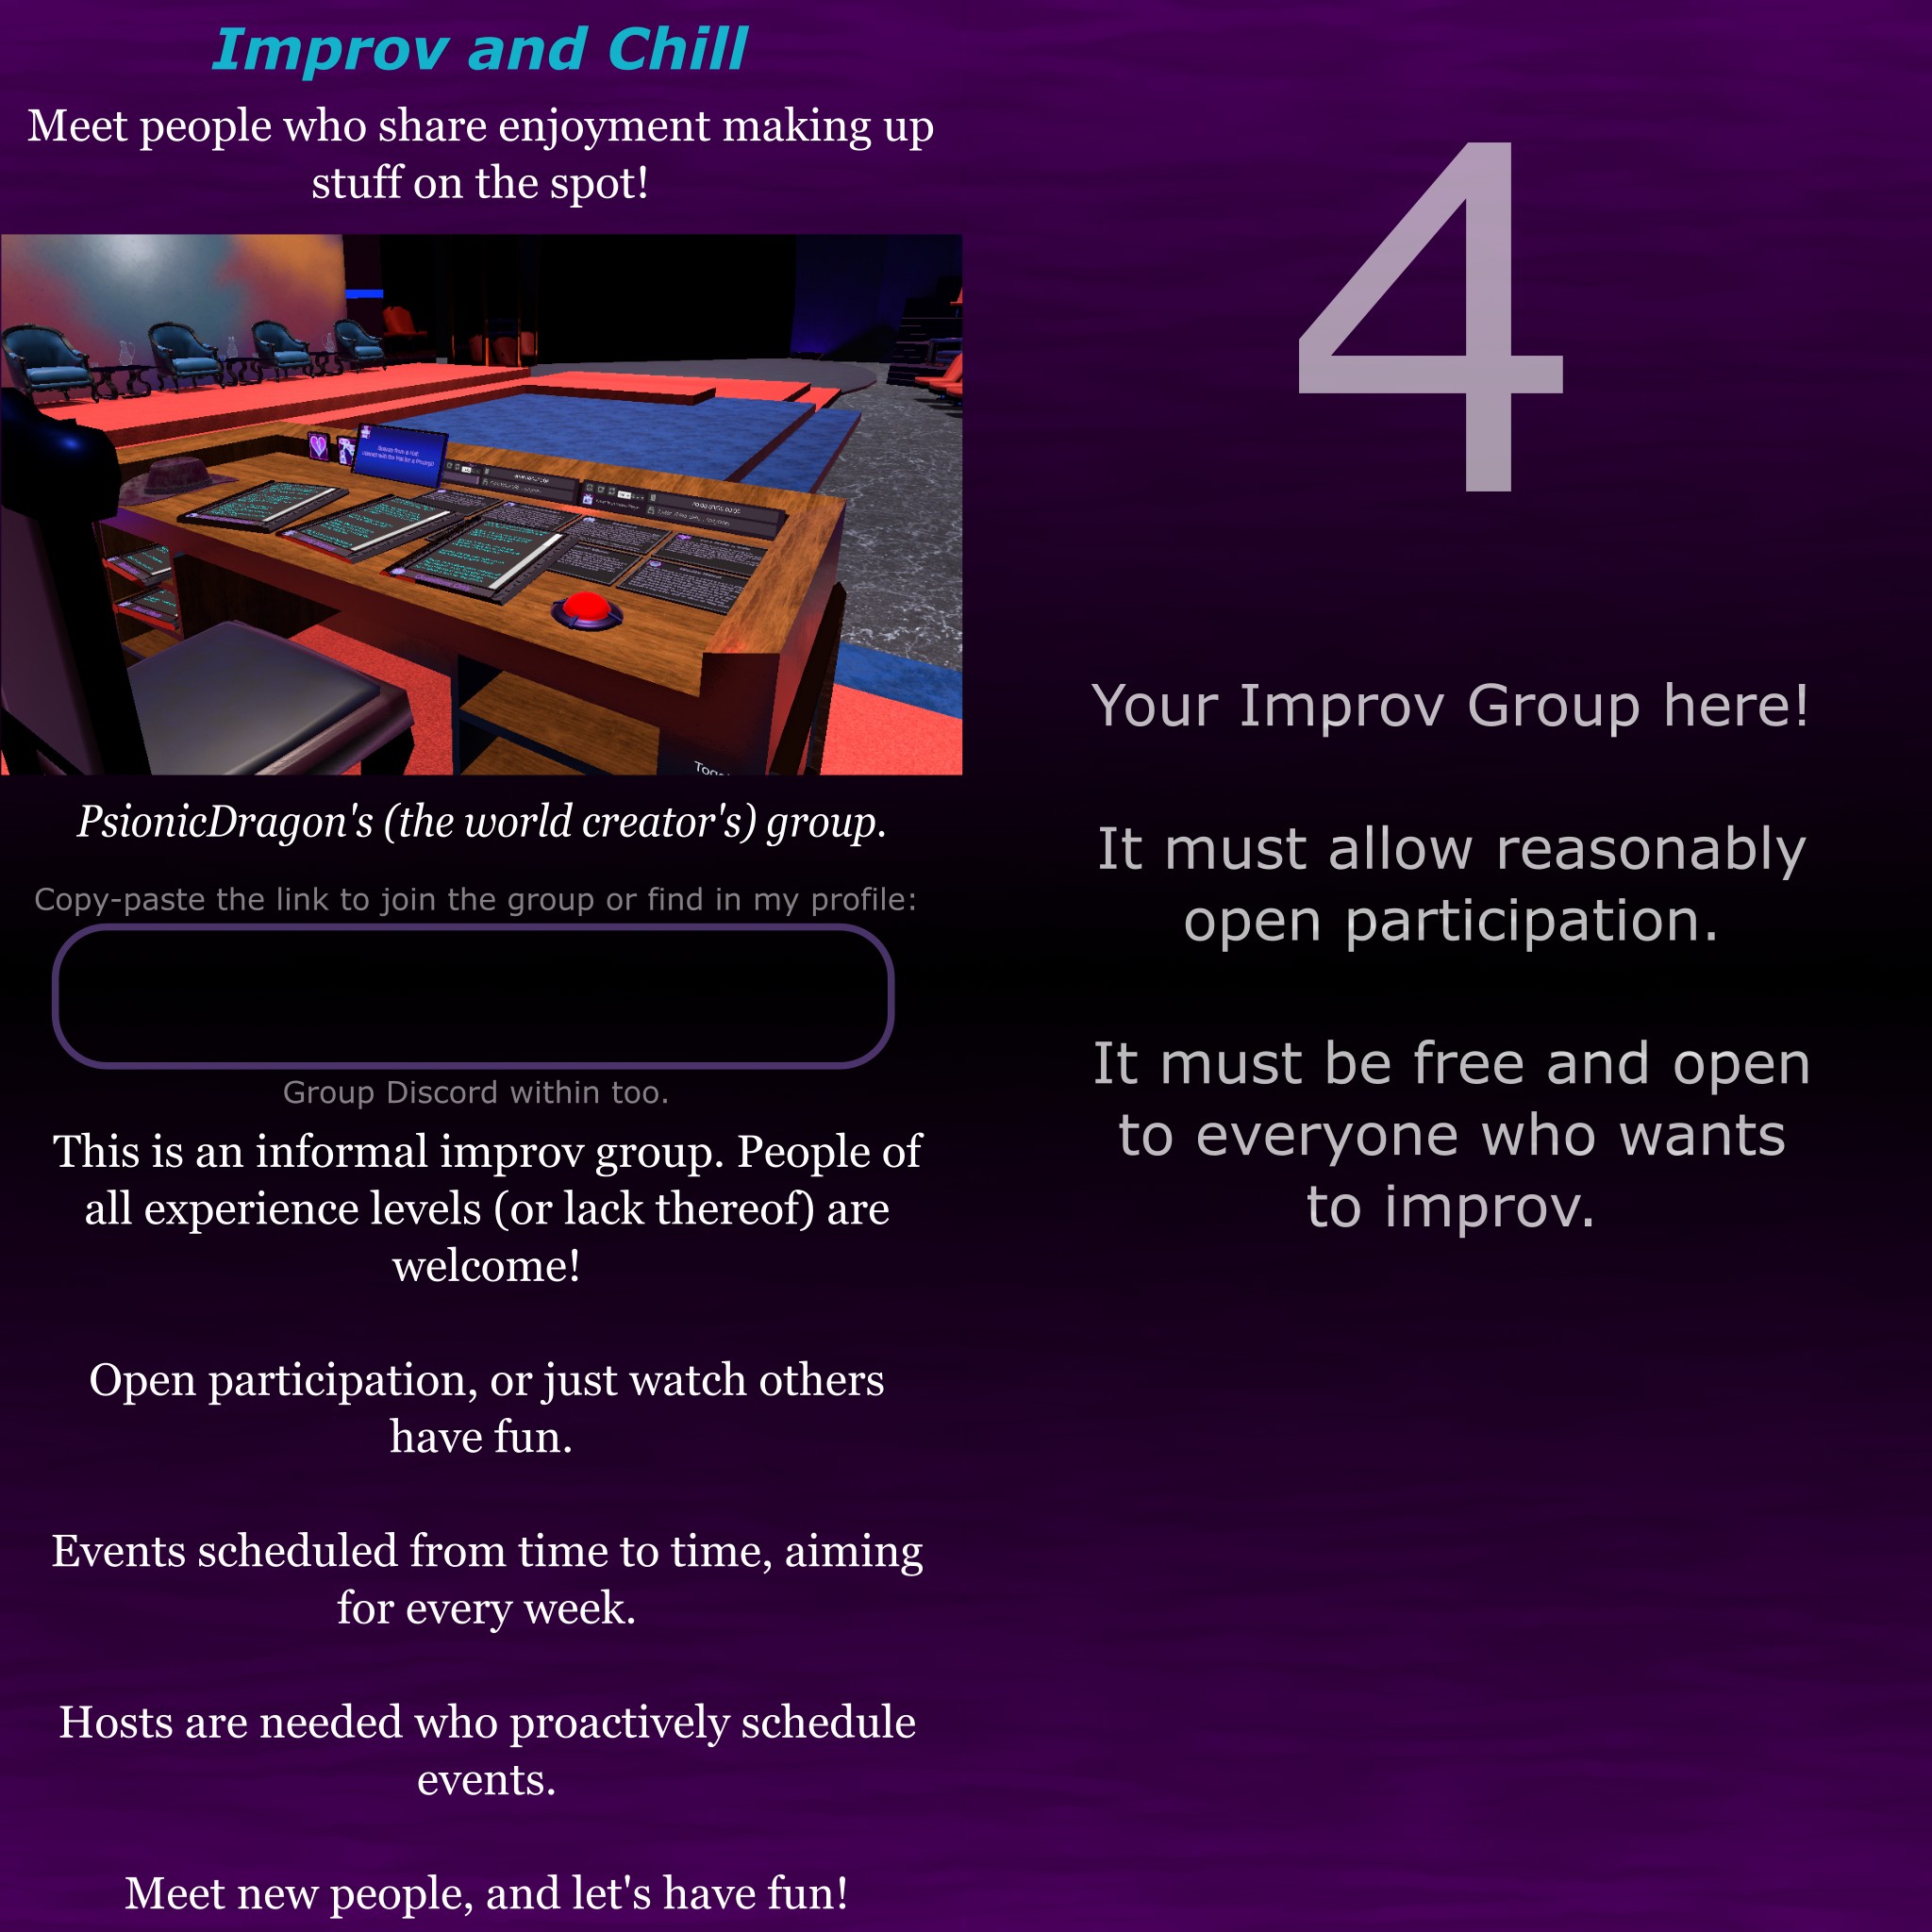 Improv and Chill
Meet people who share enjoyment making up
stuff on the spot!
PsionicDragon's (the world creator's) group.
Copy-paste the link to join the group or find in my profile:
Group Discord within too.
This is an informal improv group. People of
all experience levels (or lack thereof) are
welcome!
Open participation, or just watch others
have fun.
Events scheduled from time to time, aiming
for every week.
Hosts are needed who proactively schedule
events.
Meet new people, and let's have fun!
4
Your Improv Group here!
It must allow reasonably
open participation.
It must be free and open
to everyone who wants
to improv.